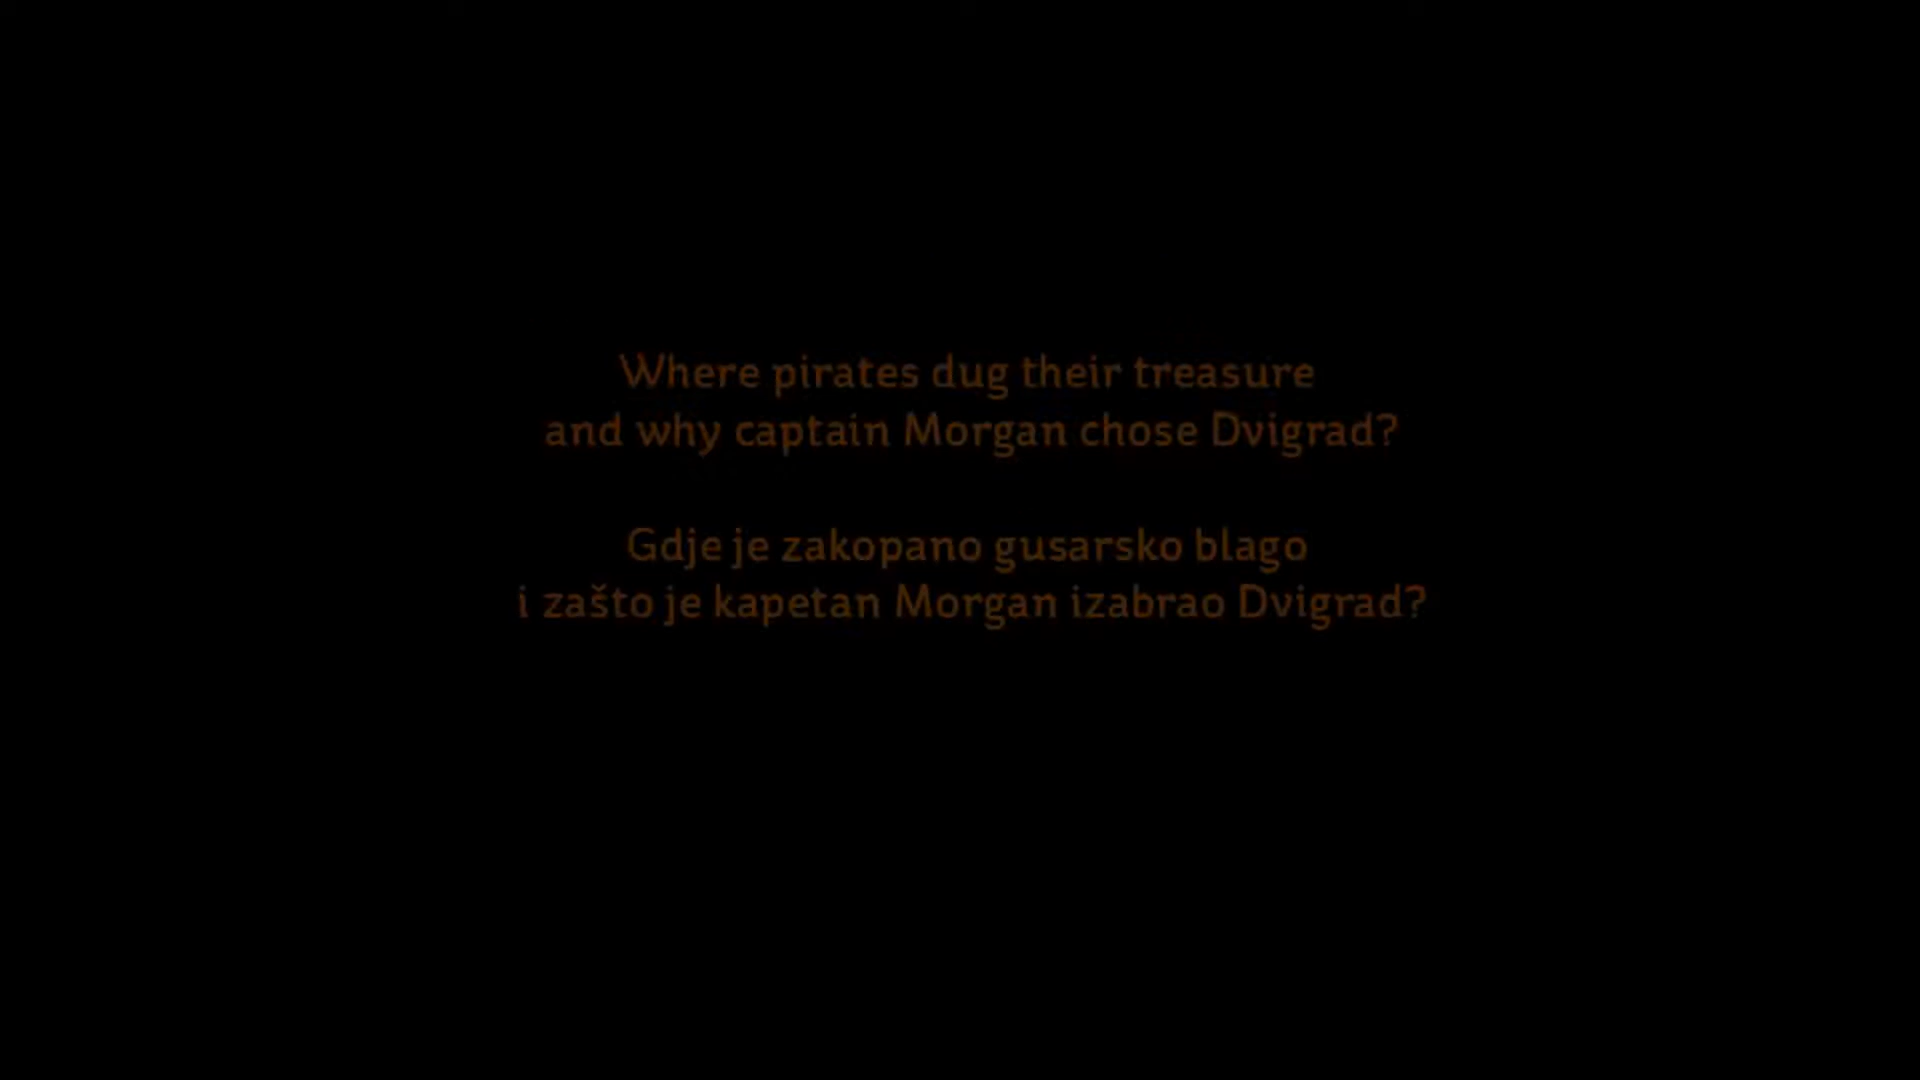 Where pirates dug their treasure
and why captain Morgan chose Dvigrad?
Gdje je zakopano gusarsko blago
i zašto je kapetan Morgan izabrao Dvigrad?